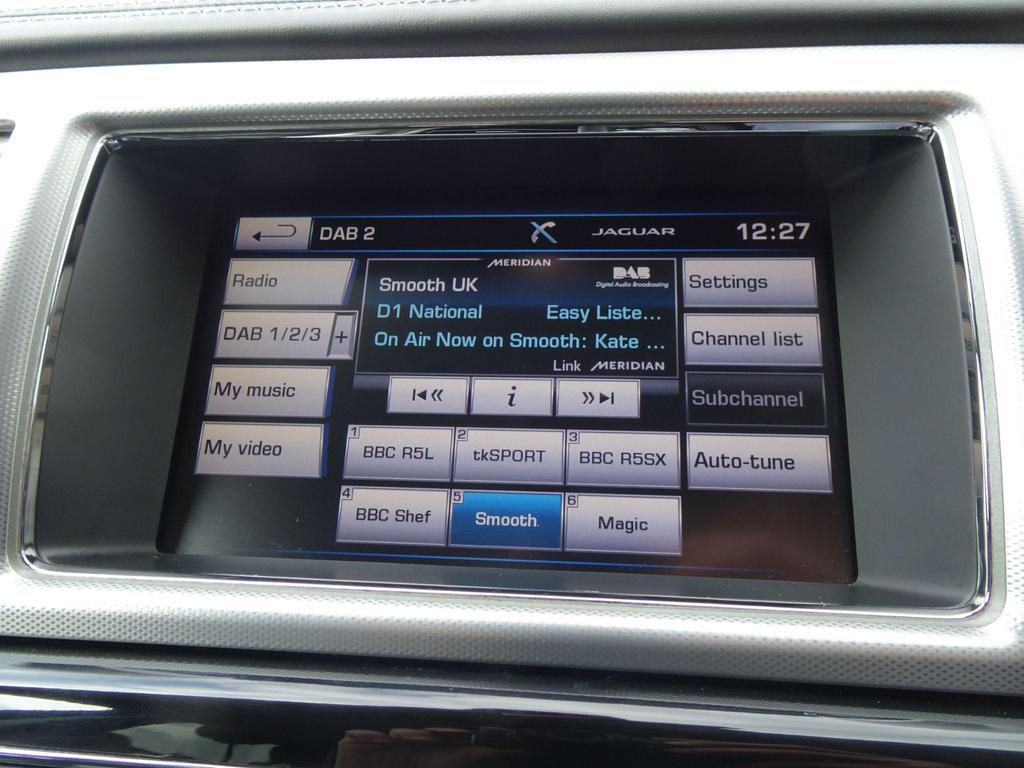 DAB 2
JAGUAR
12:27
Radio
DAB 1/2/3 +
My music
My video
MERIDIAN
Smooth UK
DAB
Digital Audio Broadcasting
D1 National Easy Liste...
On Air Now on Smooth: Kate ...
Link MERIDIAN
i
Settings
Channel list
Subchannel
Auto-tune
1 BBC R5L
2 tkSPORT
3 BBC R5SX
4 BBC Shef
5 Smooth
6 Magic